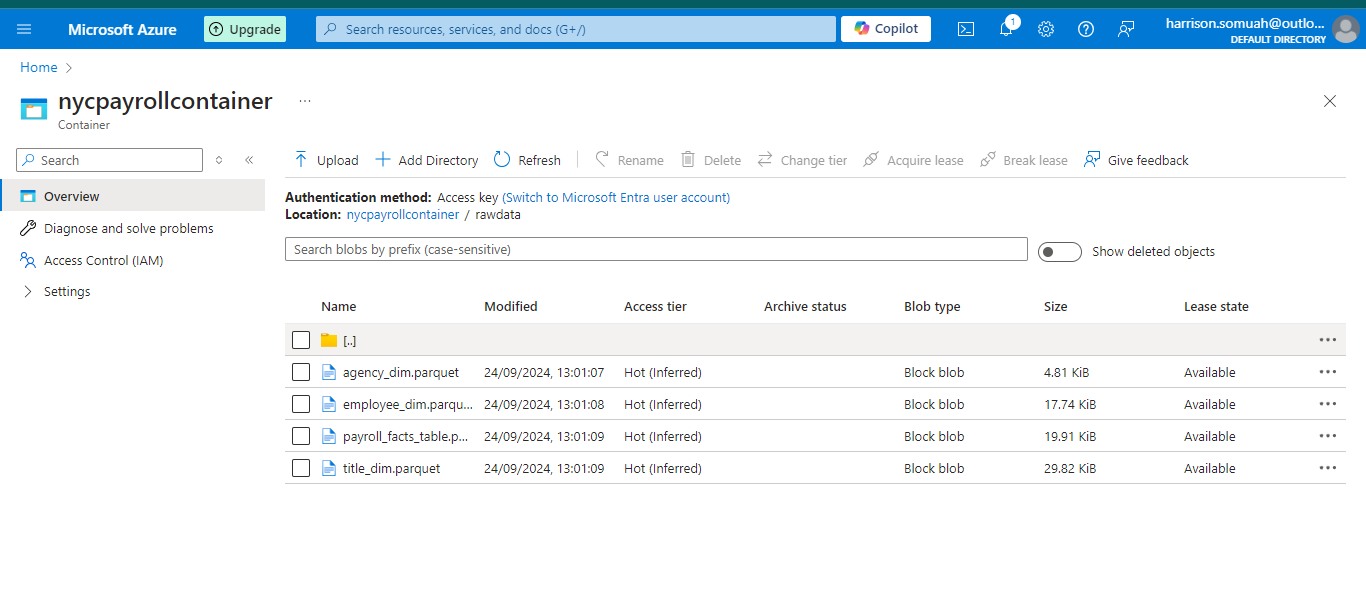 Microsoft Azure
Upgrade
Search resources, services, and docs (G+/)
Copilot
1
harrison.somuah@outlo...
DEFAULT DIRECTORY
Home
nycpayrollcontainer
...
Container
Search
Upload
Add Directory
Refresh
Rename
Delete
Change tier
Acquire lease
Break lease
Give feedback
Overview
Diagnose and solve problems
Access Control (IAM)
Settings
Authentication method: Access key (Switch to Microsoft Entra user account)
Location: nycpayrollcontainer / rawdata
Search blobs by prefix (case-sensitive)
Show deleted objects
Name Modified Access tier Archive status Blob type Size Lease state
[..]
agency_dim.parquet 24/09/2024, 13:01:07 Hot (Inferred) Block blob 4.81 KiB Available
employee_dim.parqu... 24/09/2024, 13:01:08 Hot (Inferred) Block blob 17.74 KiB Available
payroll_facts_table.p... 24/09/2024, 13:01:09 Hot (Inferred) Block blob 19.91 KiB Available
title_dim.parquet 24/09/2024, 13:01:09 Hot (Inferred) Block blob 29.82 KiB Available